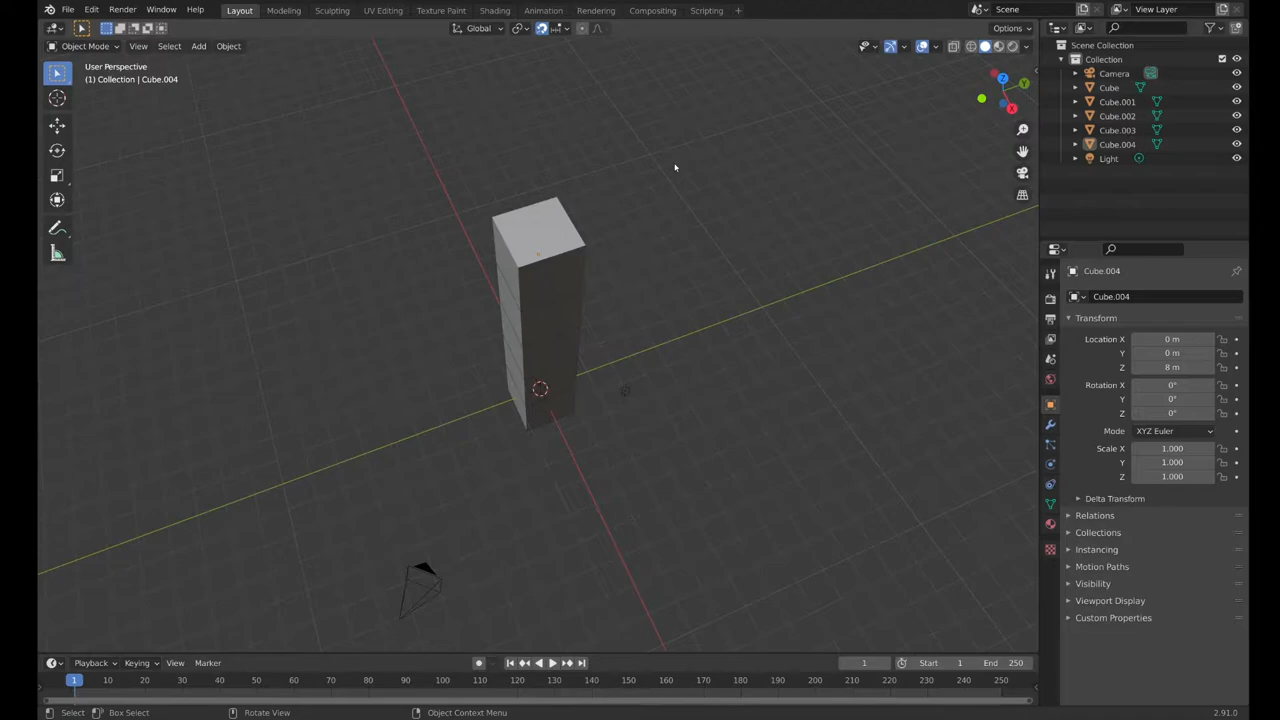 File Edit Render Window Help Layout Modeling Sculpting UV Editing Texture Paint Shading Animation Rendering Compositing Scripting + Scene View Layer
Global Options
Object Mode View Select Add Object
User Perspective
(1) Collection | Cube.004
Z
Y
X
Scene Collection
Collection
Camera
Cube
Cube.001
Cube.002
Cube.003
Cube.004
Light
Cube.004
Cube.004
Transform
Location X 0 m
Y 0 m
Z 8 m
Rotation X 0°
Y 0°
Z 0°
Mode XYZ Euler
Scale X 1.000
Y 1.000
Z 1.000
Delta Transform
Relations
Collections
Instancing
Motion Paths
Visibility
Viewport Display
Custom Properties
Playback Keying View Marker 1 Start 1 End 250
1 10 20 30 40 50 60 70 80 90 100 110 120 130 140 150 160 170 180 190 200 210 220 230 240 250
Select Box Select Rotate View Object Context Menu 2.91.0